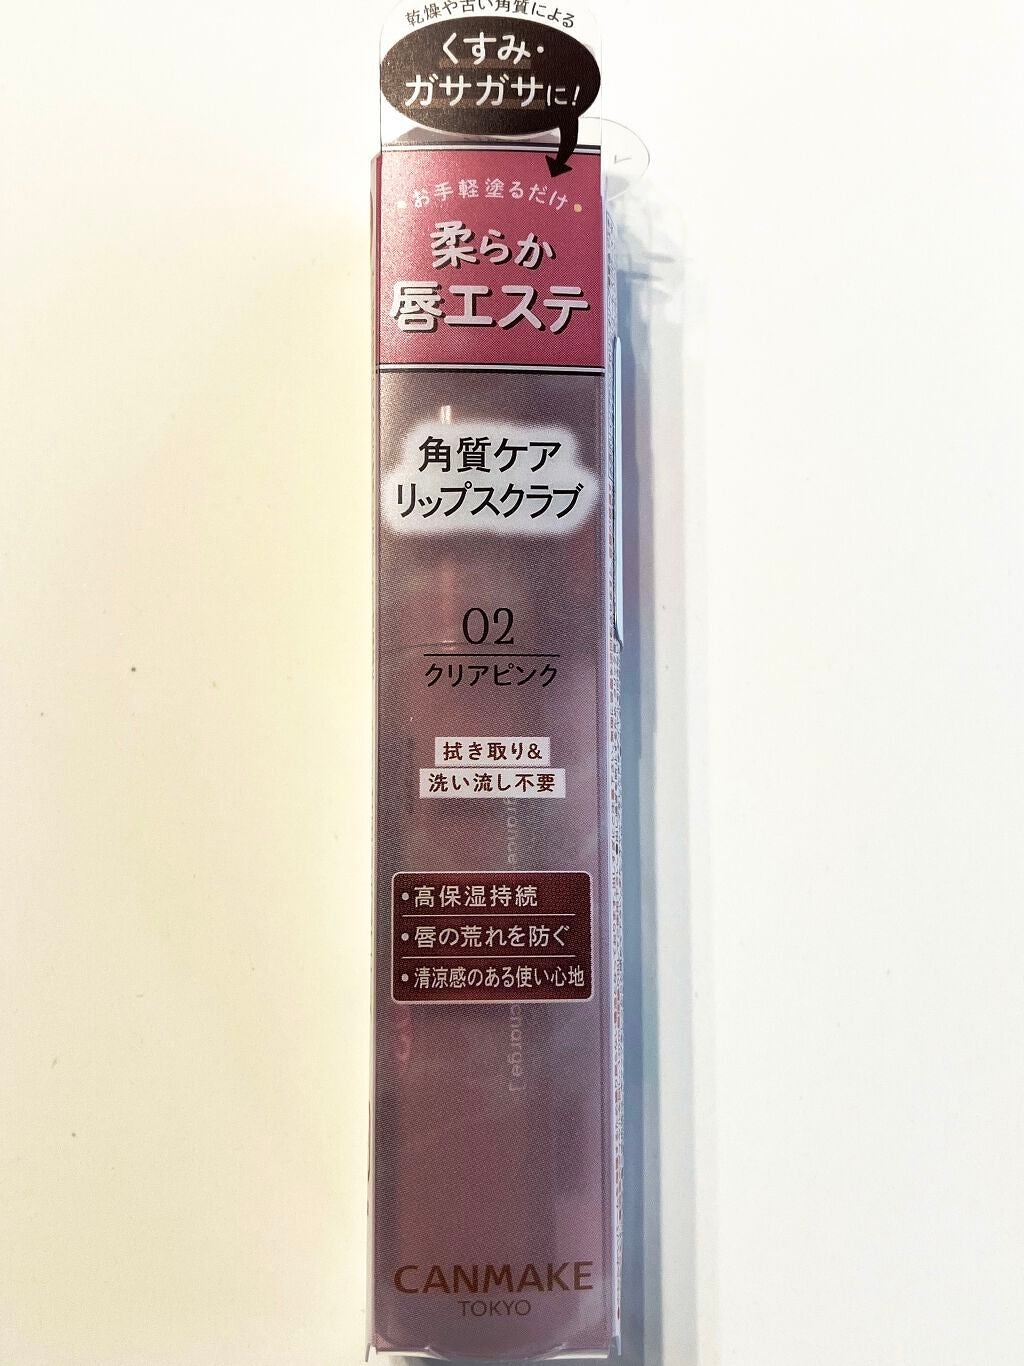 乾燥や古い角質による
くすみ・
ガサガサに!
お手軽塗るだけ
柔らか
唇エステ
角質ケア
リップスクラブ
02
クリアピンク
拭き取り&
洗い流し不要
・高保湿持続
・唇の荒れを防ぐ
・清涼感のある使い心地
CANMAKE
TOKYO